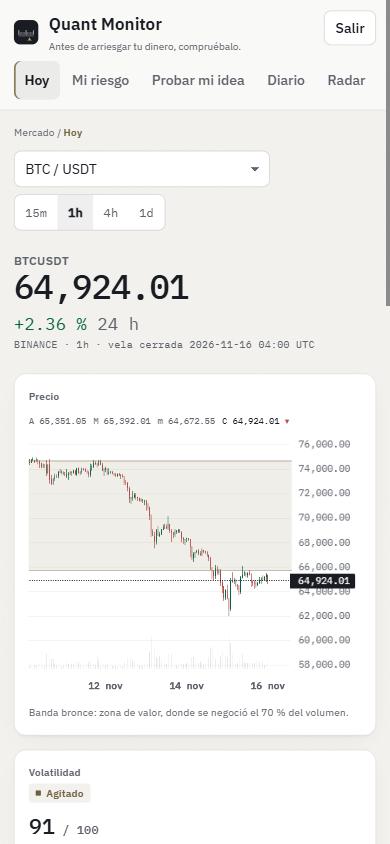 Quant Monitor
Antes de arriesgar tu dinero, compruébalo.
Salir
Hoy Mi riesgo Probar mi idea Diario Radar
Mercado / Hoy
BTC / USDT
15m 1h 4h 1d
BTCUSDT
64,924.01
+2.36 % 24 h
BINANCE · 1h · vela cerrada 2026-11-16 04:00 UTC
Precio
A 65,351.05 M 65,392.01 m 64,672.55 C 64,924.01 ▾
76,000.00
74,000.00
72,000.00
70,000.00
68,000.00
66,000.00
64,924.01
64,000.00
62,000.00
60,000.00
58,000.00
12 nov 14 nov 16 nov
Banda bronce: zona de valor, donde se negoció el 70 % del volumen.
Volatilidad
Agitado
91 / 100